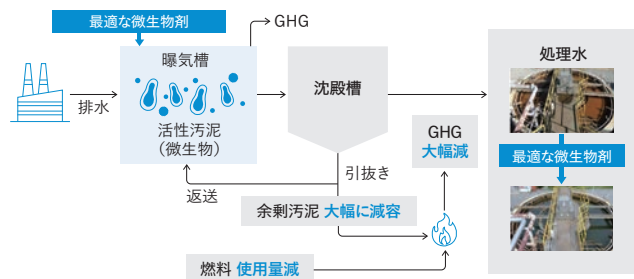 最適な微生物剤
GHG
曝気槽
排水
活性汚泥
（微生物）
沈殿槽
処理水
最適な微生物剤
GHG
大幅減
引抜き
返送
余剰汚泥 大幅に減容
燃料 使用量減